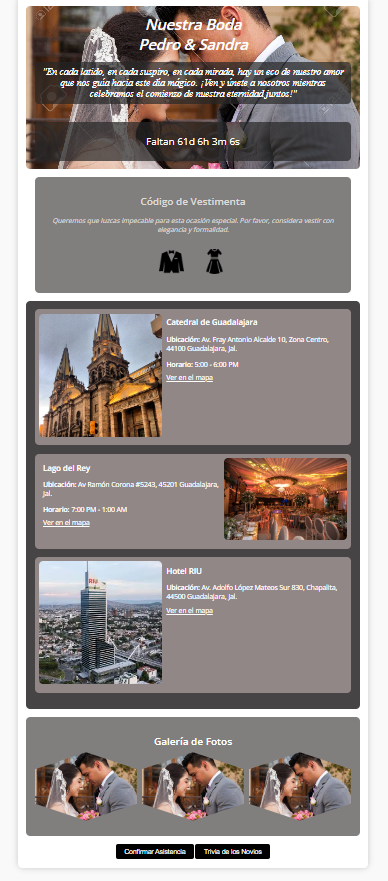 Nuestra Boda
Pedro & Sandra
"En cada latido, en cada suspiro, en cada mirada, hay un eco de nuestro amor
que nos guía hacia este día mágico. ¡Ven y únete a nosotros mientras
celebramos el comienzo de nuestra eternidad juntos!"
Faltan 61d 6h 3m 6s
Código de Vestimenta
Queremos que luzcas impecable para esta ocasión especial. Por favor, considera vestir con
elegancia y formalidad.
Catedral de Guadalajara
Ubicación: Av. Fray Antonio Alcalde 10, Zona Centro,
44100 Guadalajara, Jal.
Horario: 5:00 - 6:00 PM
Ver en el mapa
Lago del Rey
Ubicación: Av Ramón Corona #5243, 45201 Guadalajara,
Jal.
Horario: 7:00 PM - 1:00 AM
Ver en el mapa
RIU
Hotel RIU
Ubicación: Av. Adolfo López Mateos Sur 830, Chapalita,
44500 Guadalajara, Jal.
Ver en el mapa
Galería de Fotos
Confirmar Asistencia
Trivia de los Novios